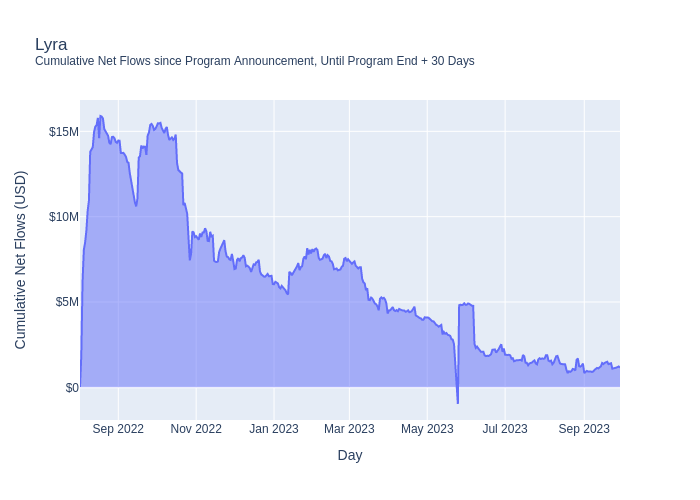 Lyra
Cumulative Net Flows since Program Announcement, Until Program End + 30 Days
Cumulative Net Flows (USD)
$15M
$10M
$5M
$0
Sep 2022 Nov 2022 Jan 2023 Mar 2023 May 2023 Jul 2023 Sep 2023
Day